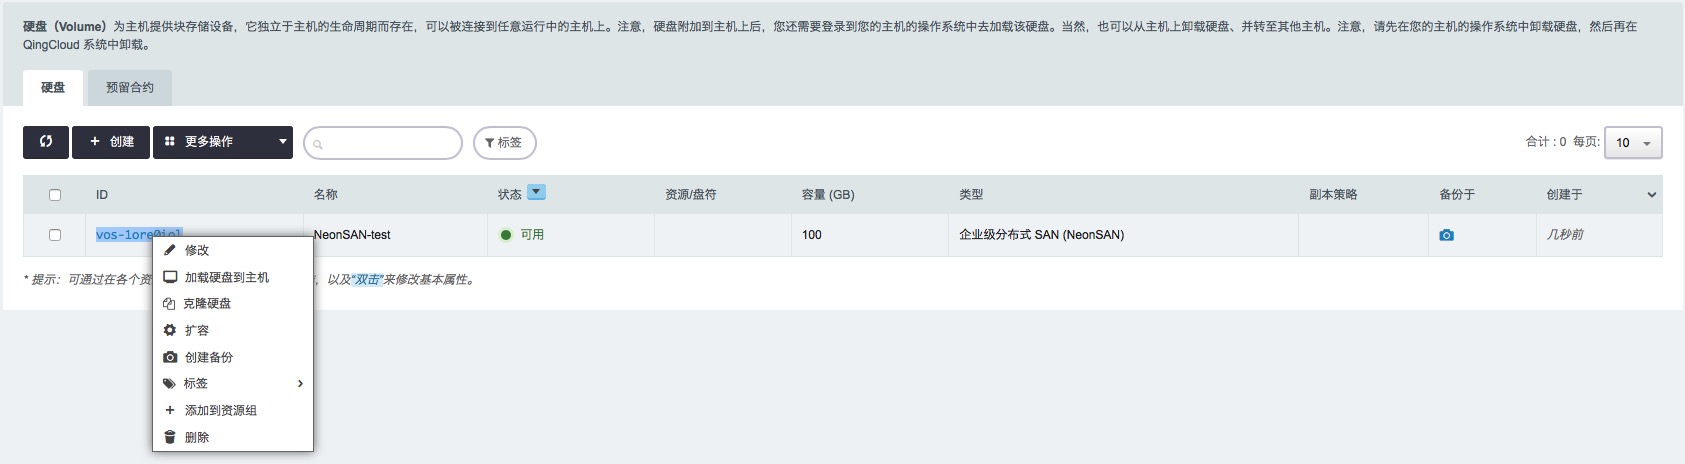 硬盘（Volume）为主机提供块存储设备，它独立于主机的生命周期而存在，可以被连接到任意运行中的主机上。注意，硬盘附加到主机上后，您还需要登录到您的主机的操作系统中去加载该硬盘。当然，也可以从主机上卸载硬盘、并转至其他主机。注意，请先在您的主机的操作系统中卸载硬盘，然后再在
QingCloud 系统中卸载。
硬盘 预留合约
创建 更多操作 标签 合计 : 0 每页: 10
ID 名称 状态 资源/盘符 容量 (GB) 类型 副本策略 备份于 创建于
NeonSAN-test 可用 100 企业级分布式 SAN (NeonSAN) 几秒前
修改
* 提示：可通过在各个资 ，以及“双击”来修改基本属性。
加载硬盘到主机
克隆硬盘
扩容
创建备份
标签
添加到资源组
删除